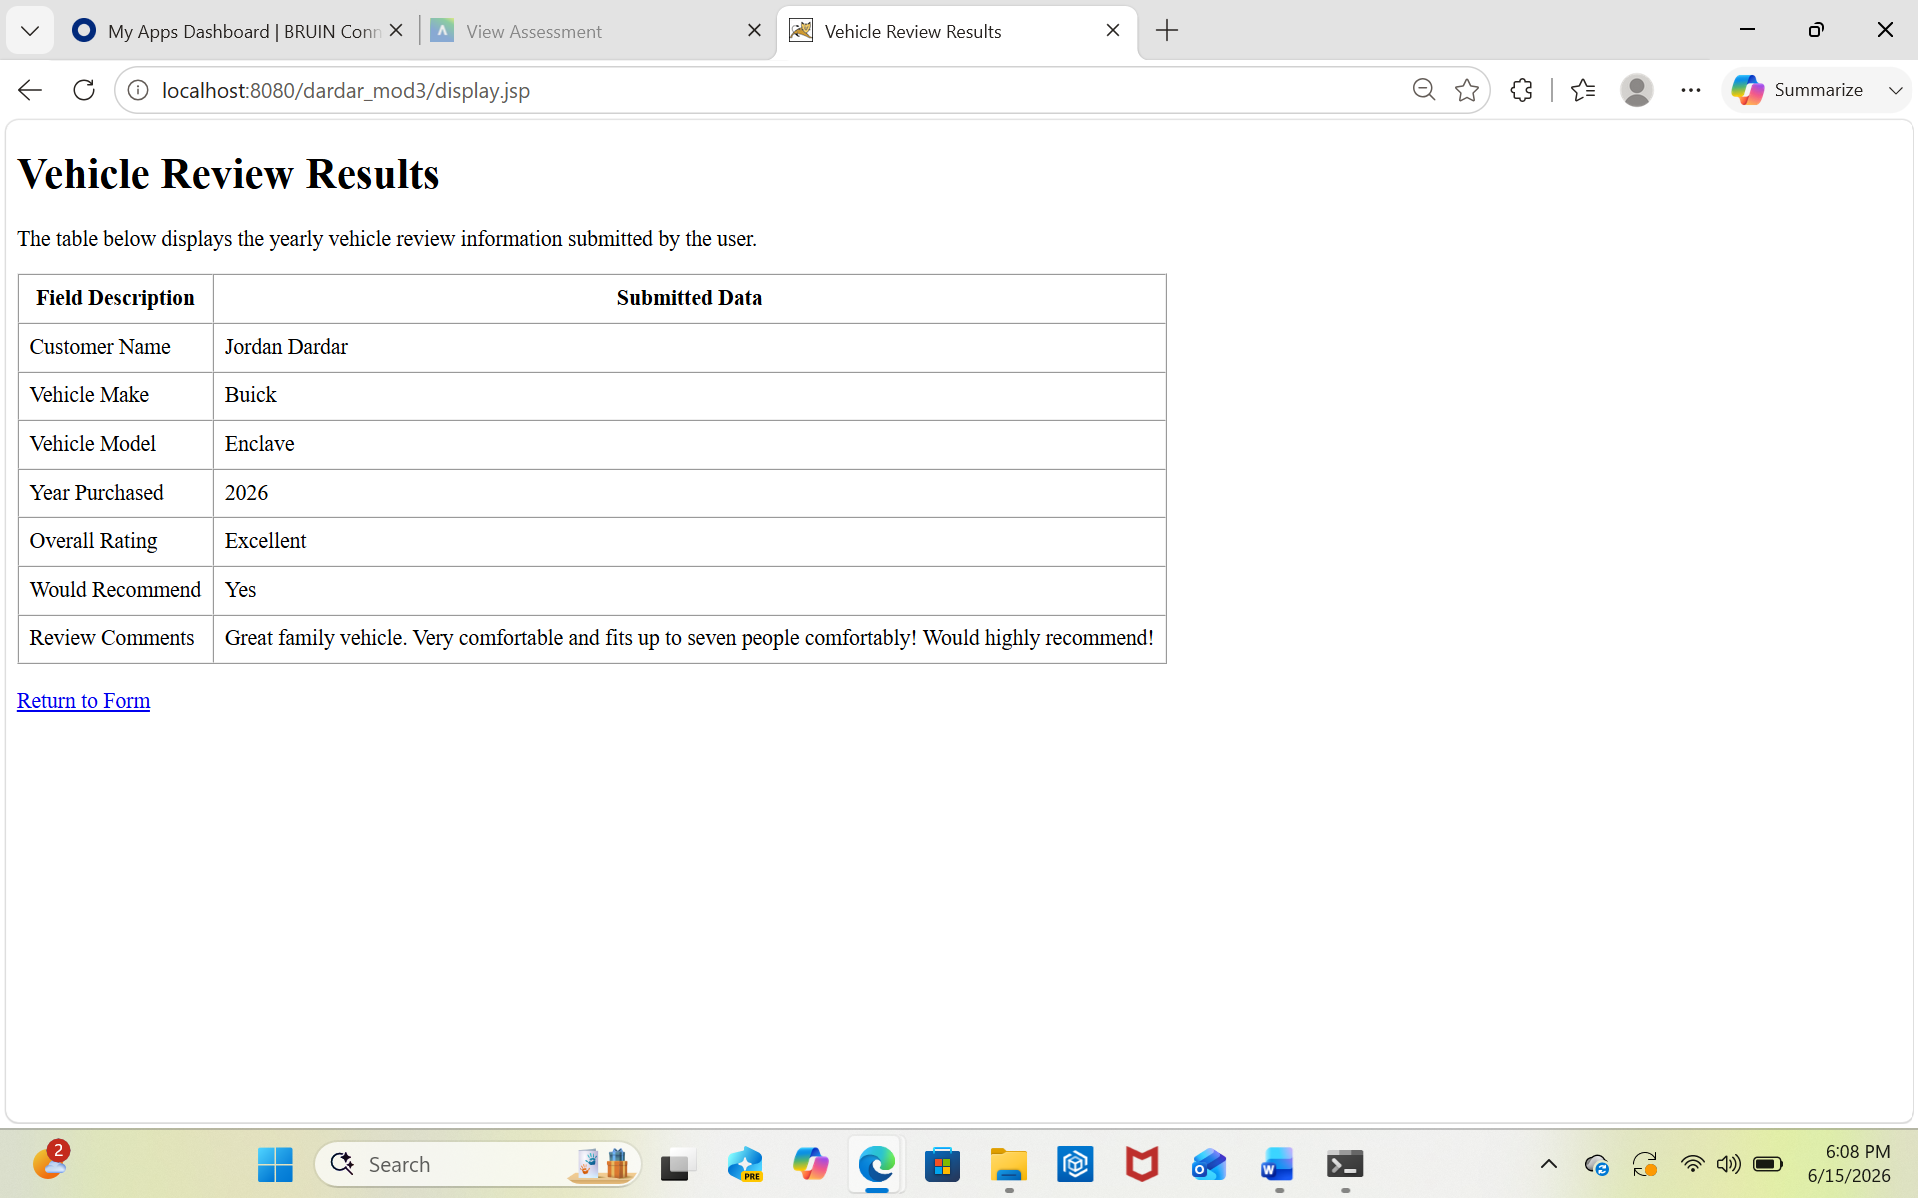 My Apps Dashboard | BRUIN Conn
View Assessment
Vehicle Review Results
localhost:8080/dardar_mod3/display.jsp
Summarize
Vehicle Review Results
The table below displays the yearly vehicle review information submitted by the user.
Field Description Submitted Data
Customer Name Jordan Dardar
Vehicle Make Buick
Vehicle Model Enclave
Year Purchased 2026
Overall Rating Excellent
Would Recommend Yes
Review Comments Great family vehicle. Very comfortable and fits up to seven people comfortably! Would highly recommend!
Return to Form
2
Search
PRE
6:08 PM
6/15/2026